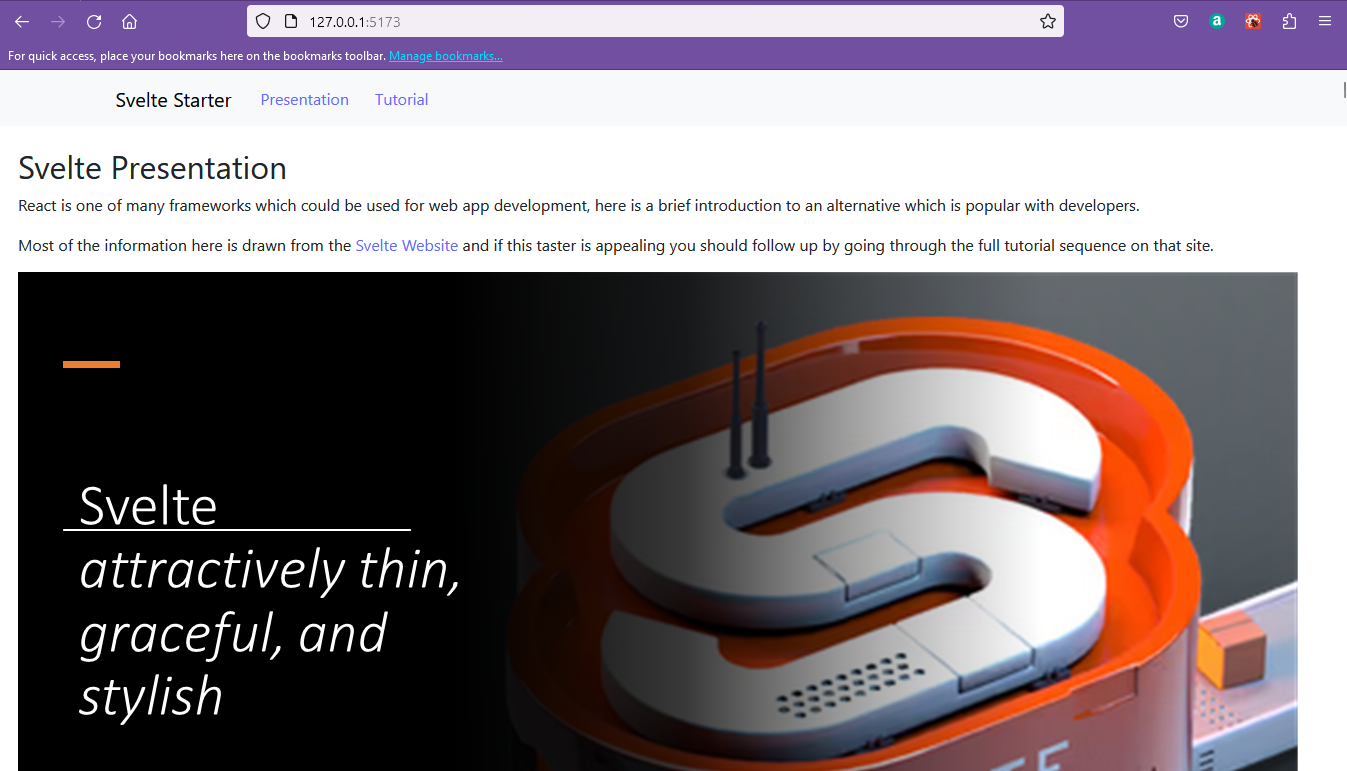 127.0.0.1:5173
For quick access, place your bookmarks here on the bookmarks toolbar. Manage bookmarks...
Svelte Starter Presentation Tutorial
Svelte Presentation
React is one of many frameworks which could be used for web app development, here is a brief introduction to an alternative which is popular with developers.
Most of the information here is drawn from the Svelte Website and if this taster is appealing you should follow up by going through the full tutorial sequence on that site.
Svelte
attractively thin,
graceful, and
stylish